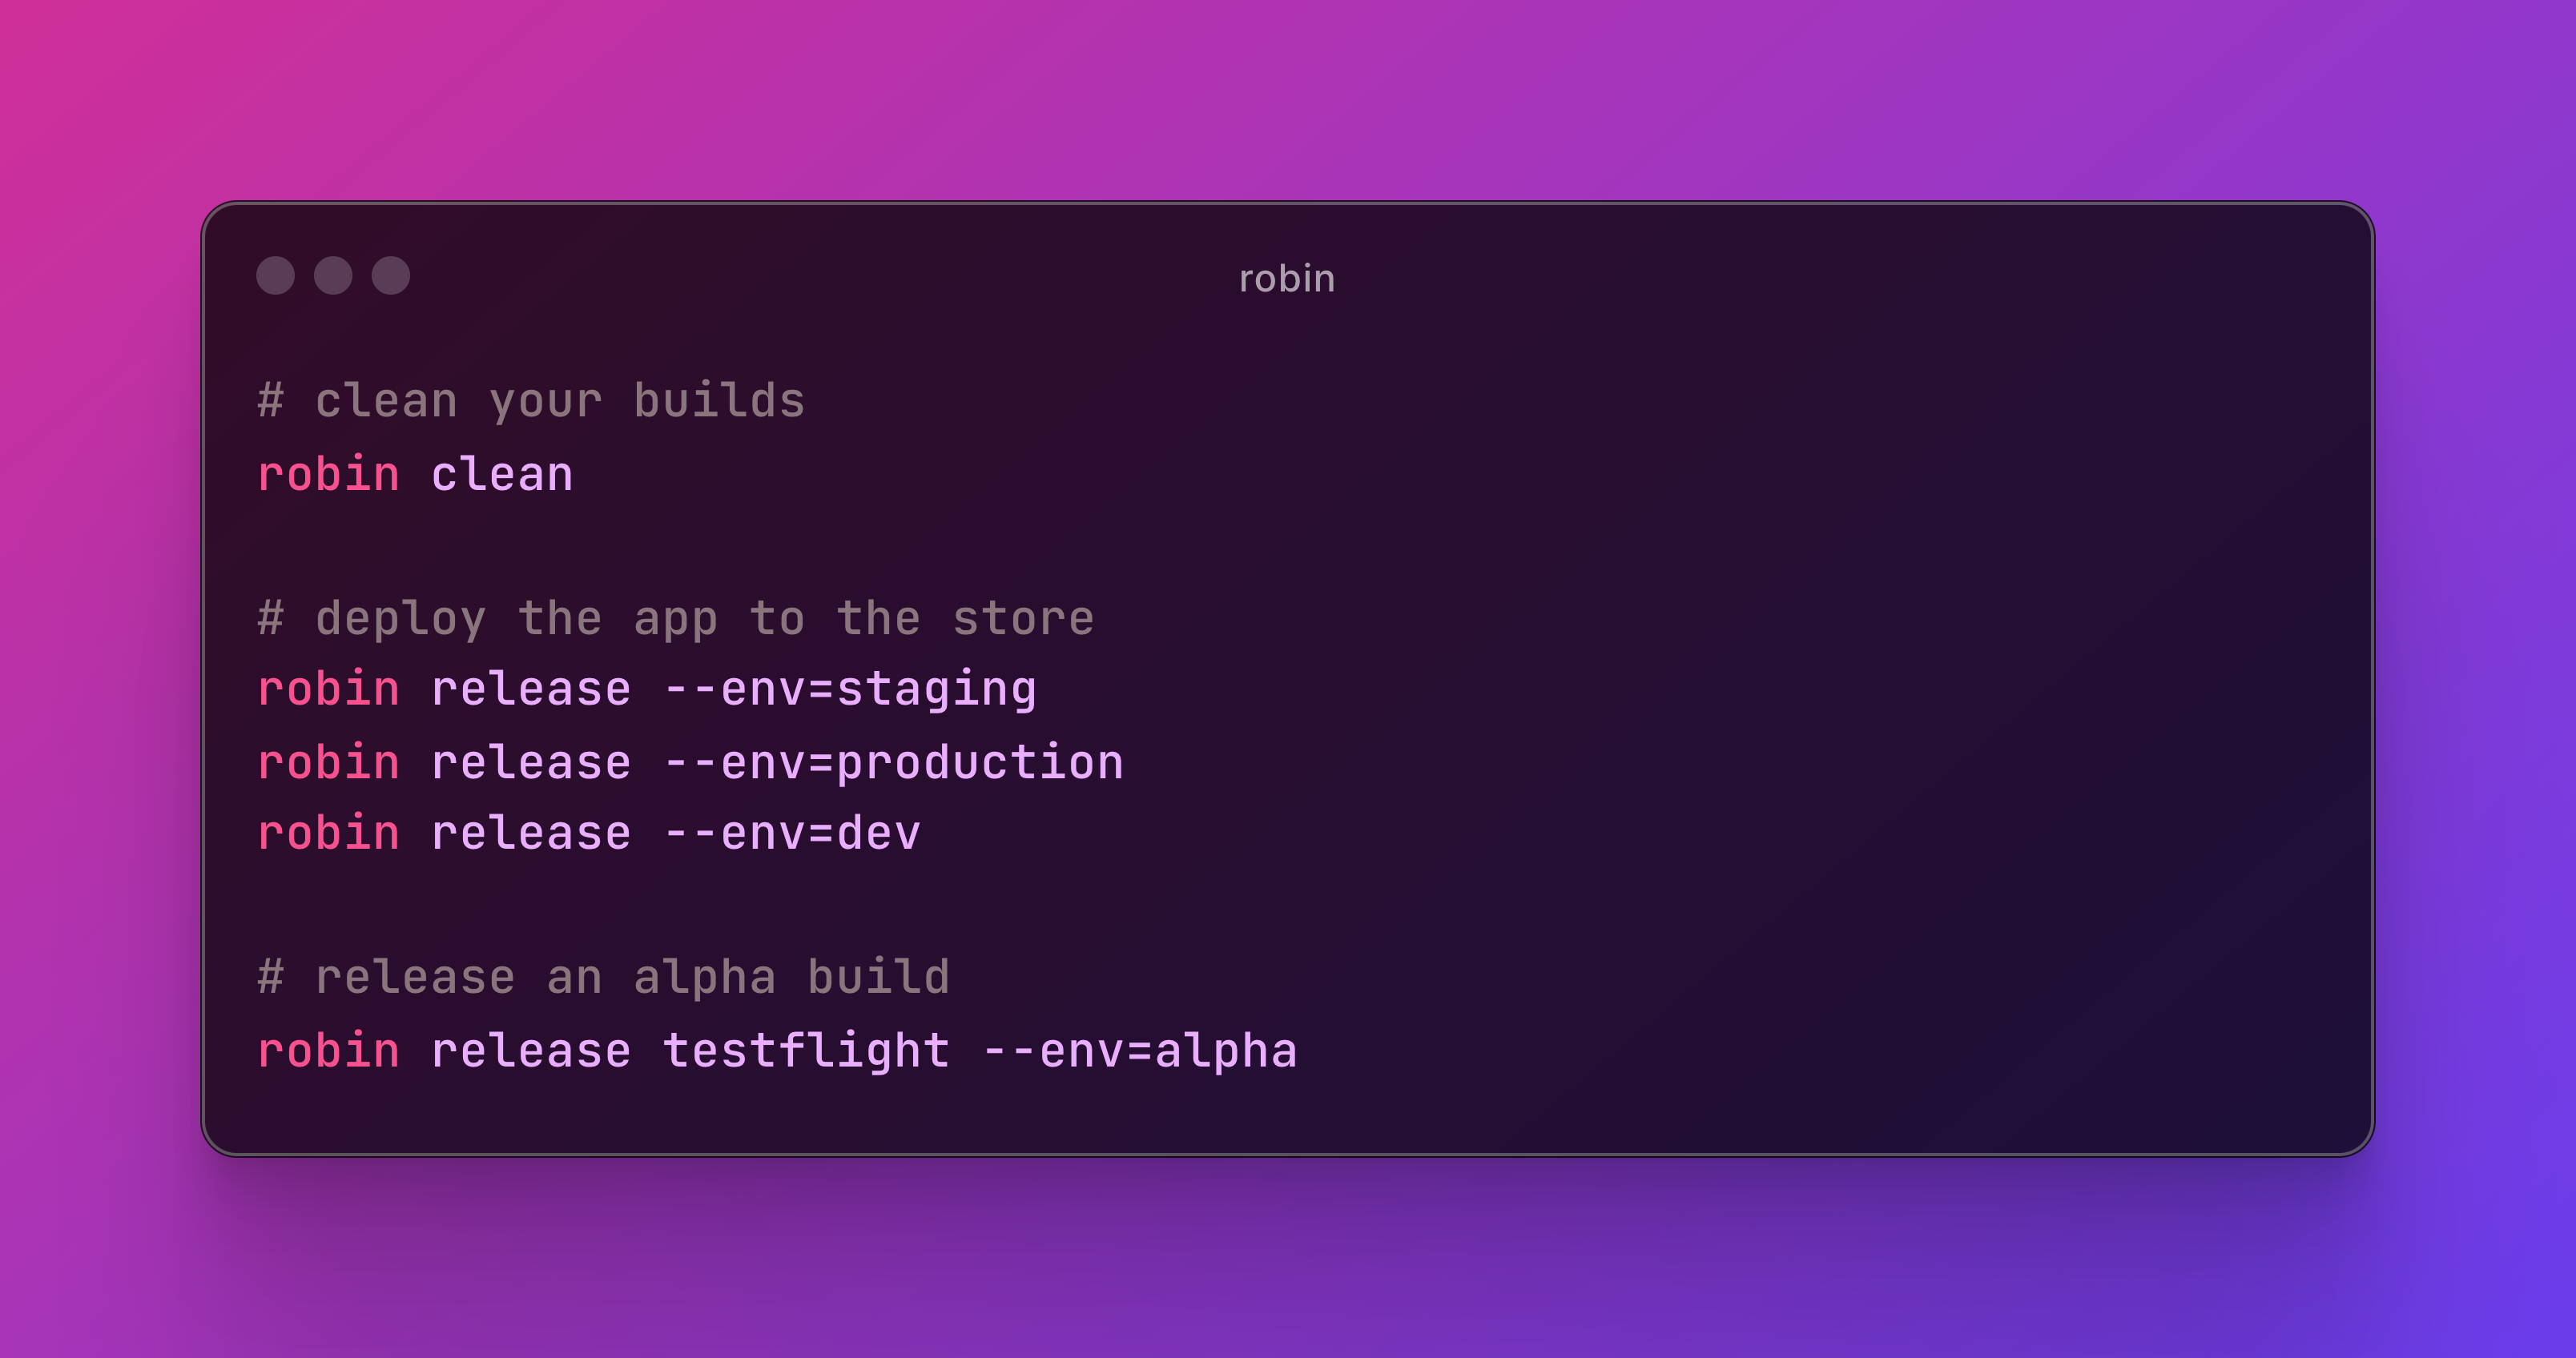 robin
# clean your builds
robin clean
# deploy the app to the store
robin release --env=staging
robin release --env=production
robin release --env=dev
# release an alpha build
robin release testflight --env=alpha